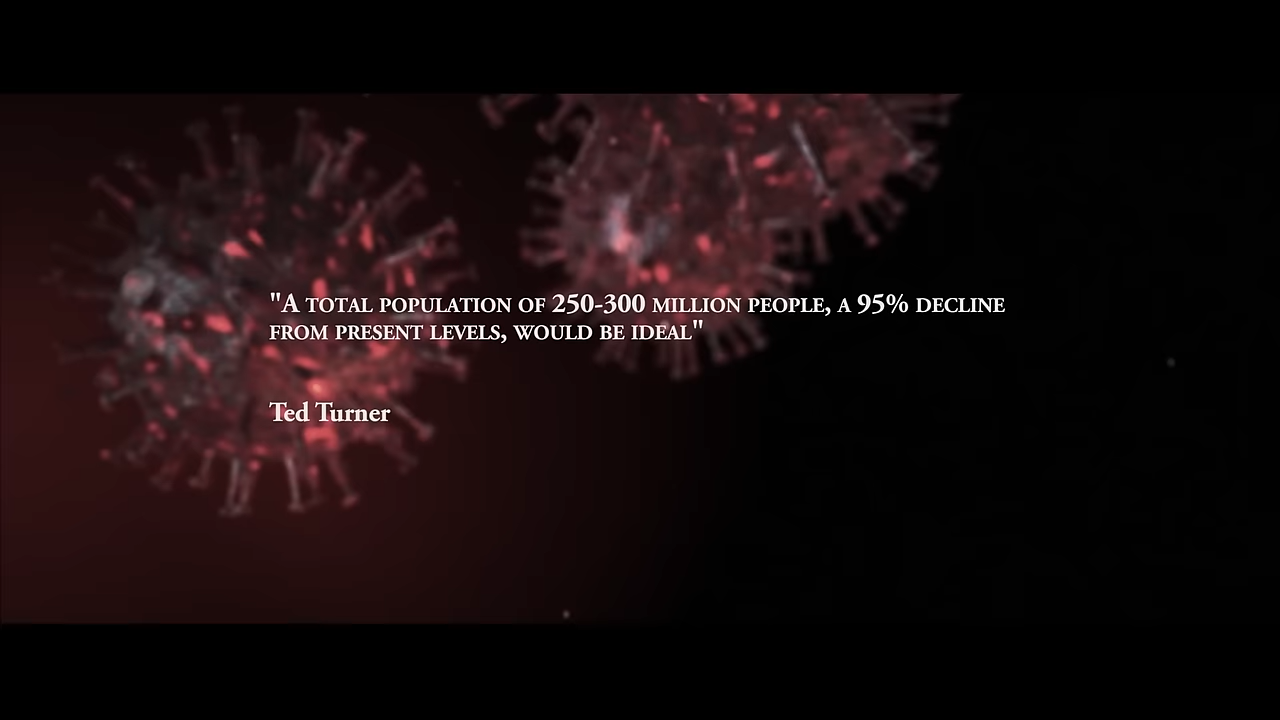 "A TOTAL POPULATION OF 250-300 MILLION PEOPLE, A 95% DECLINE
FROM PRESENT LEVELS, WOULD BE IDEAL"
Ted Turner